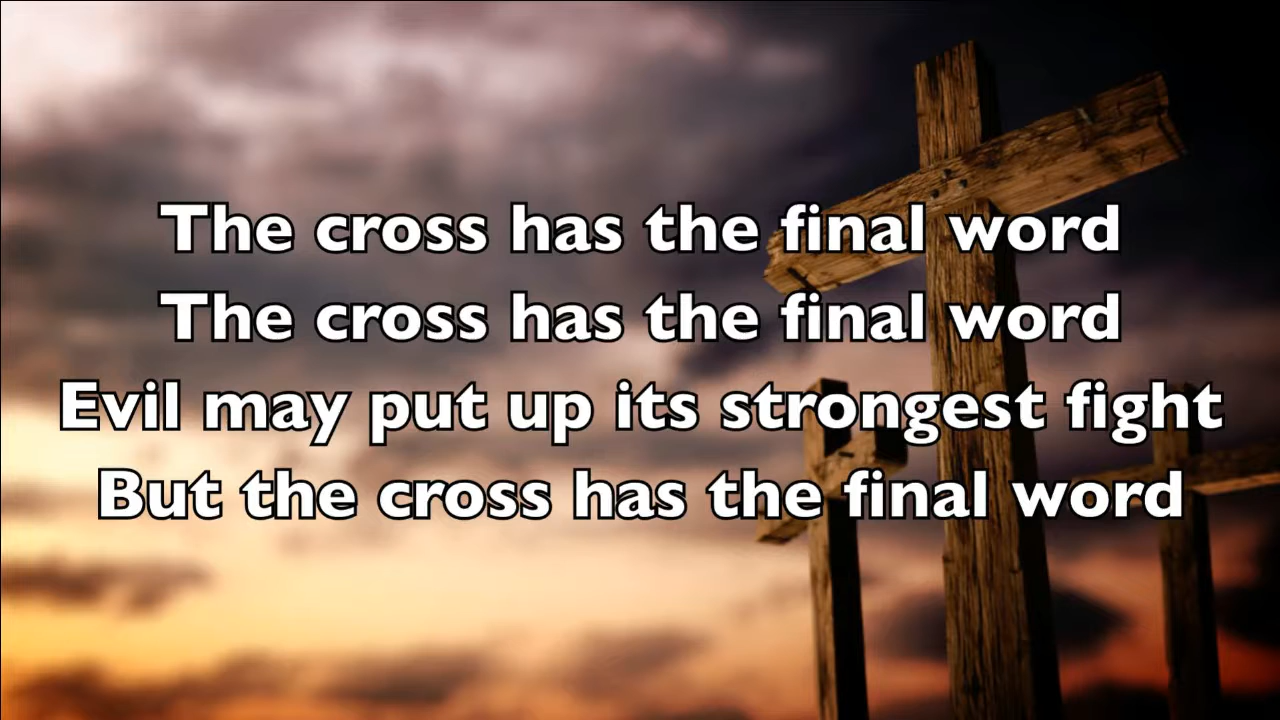 The cross has the final word
The cross has the final word
Evil may put up its strongest fight
But the cross has the final word